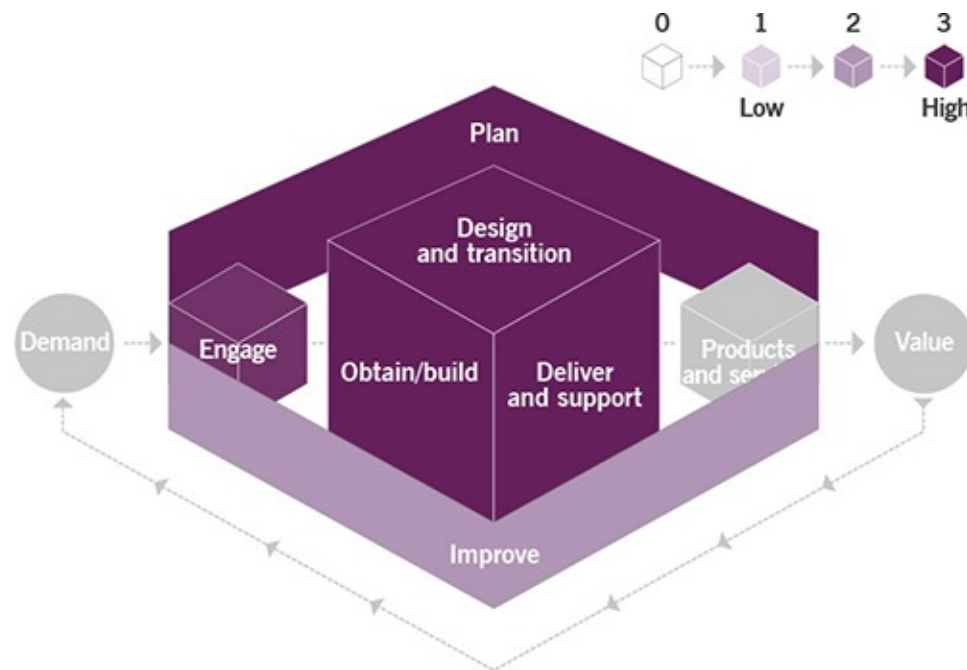 0 1 2 3
Low High
Plan
Design
and transition
Demand
Engage
Obtain/build
Deliver
and support
Products
and
Value
Improve